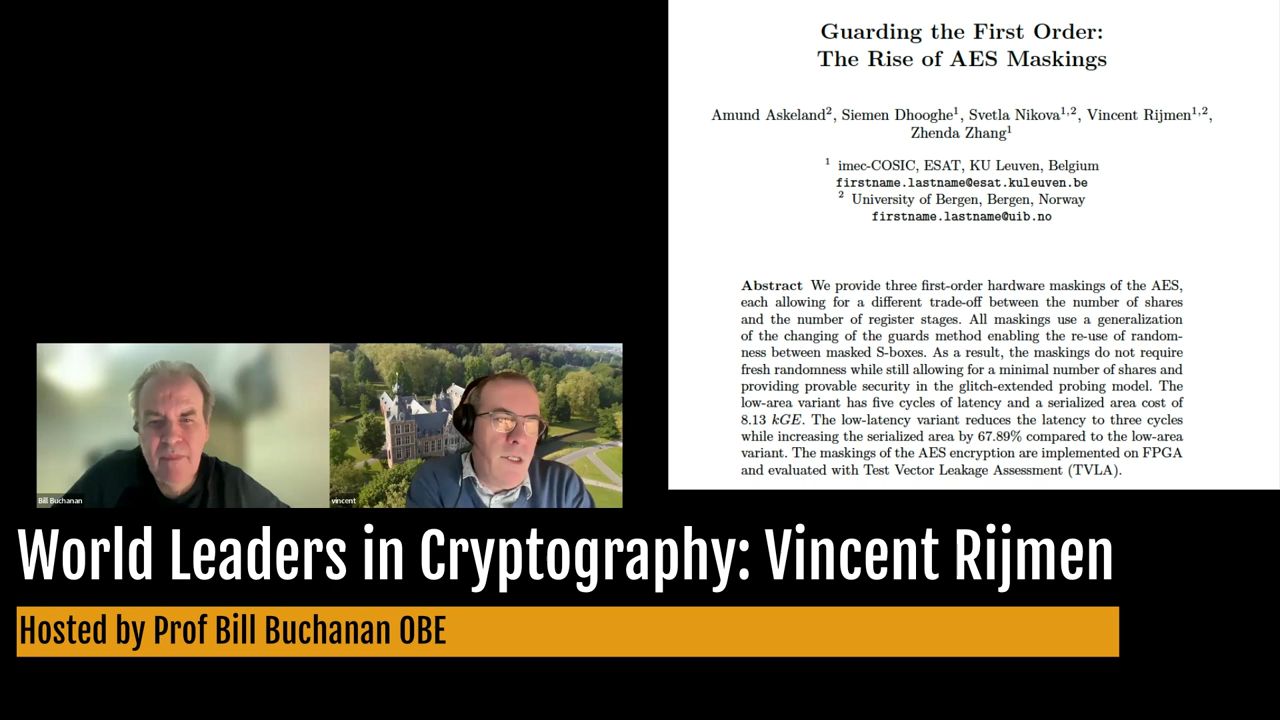 Guarding the First Order:
The Rise of AES Maskings
Amund Askeland2, Siemen Dhooghe1, Svetla Nikova1,2, Vincent Rijmen1,2,
Zhenda Zhang1
1 imec-COSIC, ESAT, KU Leuven, Belgium
firstname.lastname@esat.kuleuven.be
2 University of Bergen, Bergen, Norway
firstname.lastname@uib.no
Abstract We provide three first-order hardware maskings of the AES,
each allowing for a different trade-off between the number of shares
and the number of register stages. All maskings use a generalization
of the changing of the guards method enabling the re-use of random-
ness between masked S-boxes. As a result, the maskings do not require
fresh randomness while still allowing for a minimal number of shares and
providing provable security in the glitch-extended probing model. The
low-area variant has five cycles of latency and a serialized area cost of
8.13 kGE. The low-latency variant reduces the latency to three cycles
while increasing the serialized area by 67.89% compared to the low-area
variant. The maskings of the AES encryption are implemented on FPGA
and evaluated with Test Vector Leakage Assessment (TVLA).
Bill Buchanan
vincent
World Leaders in Cryptography: Vincent Rijmen
Hosted by Prof Bill Buchanan OBE